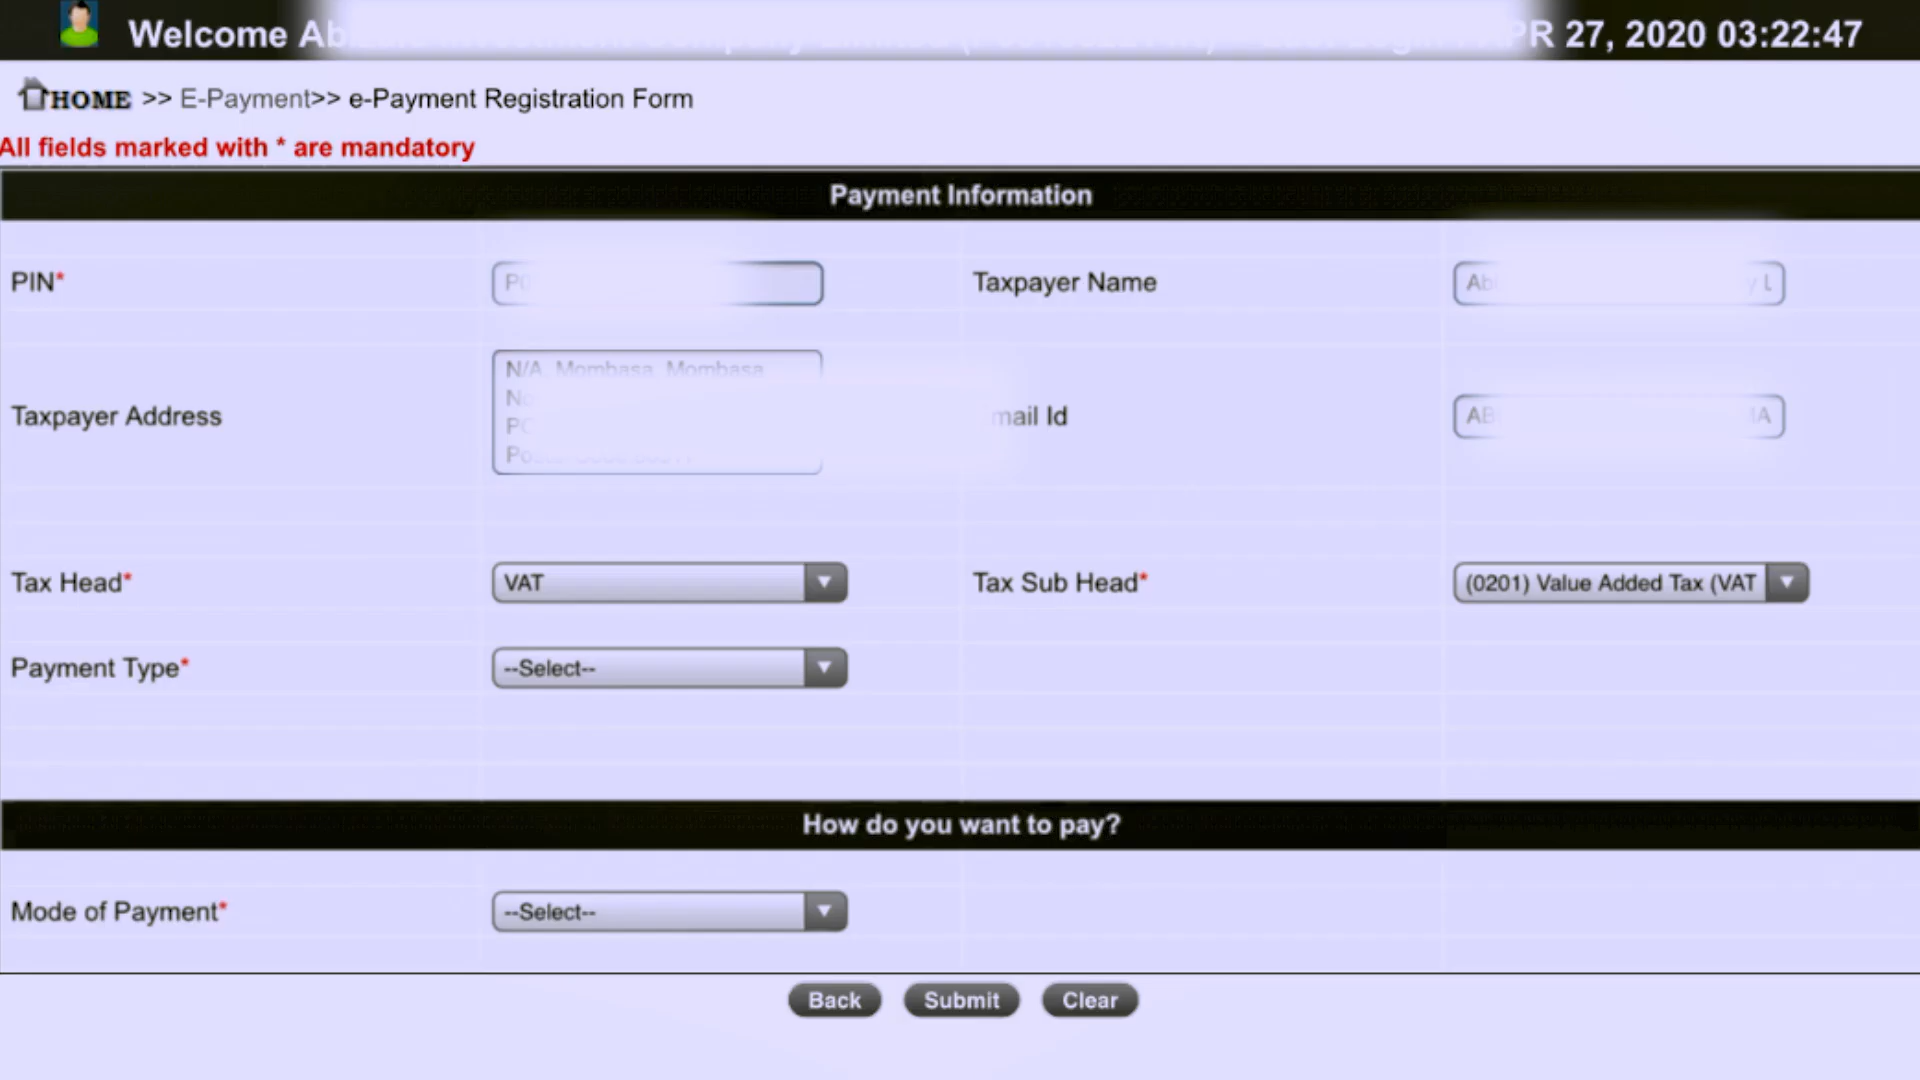 Welcome
27, 2020 03:22:47
HOME >> E-Payment>> e-Payment Registration Form
All fields marked with * are mandatory
Payment Information
PIN*
Taxpayer Name
N/A, Mombasa, Mombasa
Taxpayer Address
mail Id
Tax Head*
VAT
Tax Sub Head*
(0201) Value Added Tax (VAT
Payment Type*
--Select--
How do you want to pay?
Mode of Payment*
--Select--
Back Submit Clear